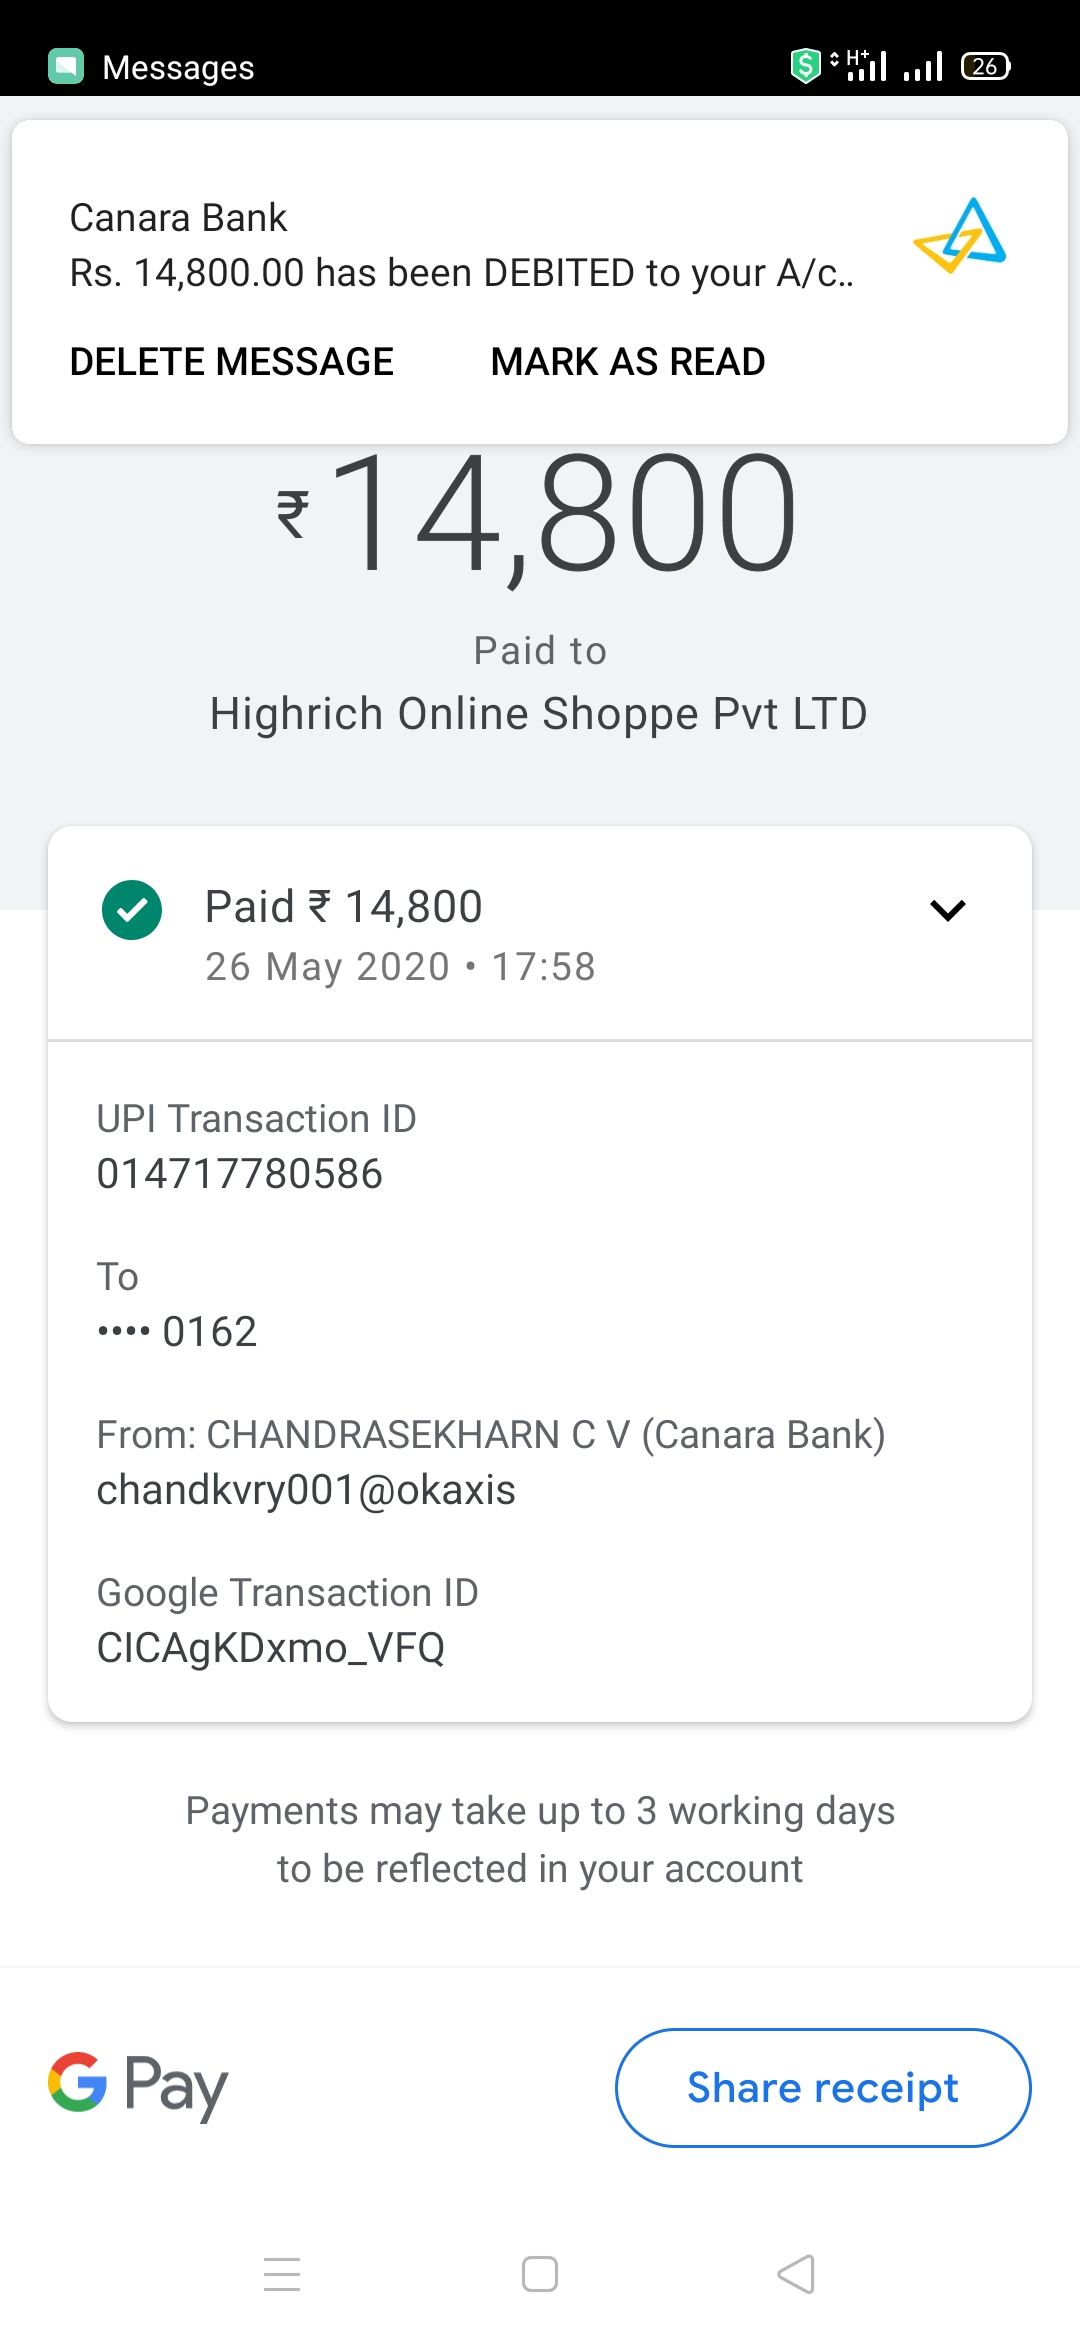 Messages
H+
26
Canara Bank
Rs. 14,800.00 has been DEBITED to your A/c..
DELETE MESSAGE MARK AS READ
₹14,800
Paid to
Highrich Online Shoppe Pvt LTD
Paid ₹ 14,800
26 May 2020 • 17:58
UPI Transaction ID
014717780586
To
•••• 0162
From: CHANDRASEKHARN C V (Canara Bank)
chandkvry001@okaxis
Google Transaction ID
CICAgKDxmo_VFQ
Payments may take up to 3 working days
to be reflected in your account
G Pay
Share receipt